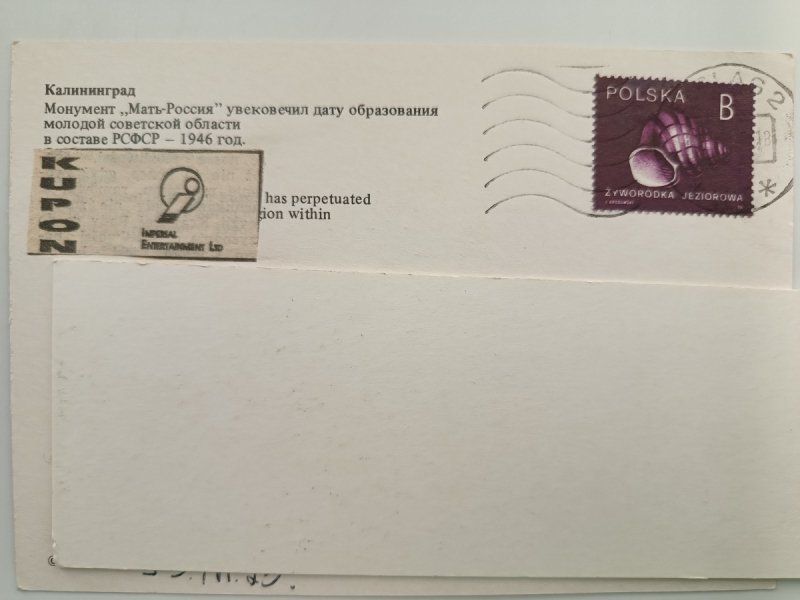 Калининград
Монумент „Мать-Россия” увековечил дату образования
молодой советской области
в составе РСФСР – 1946 год.
has perpetuated
gion within
KUPON
IMPERIAL
ENTERTAINMENT LTD
POLSKA
B
ŻYWORODKA JEZIOROWA
©